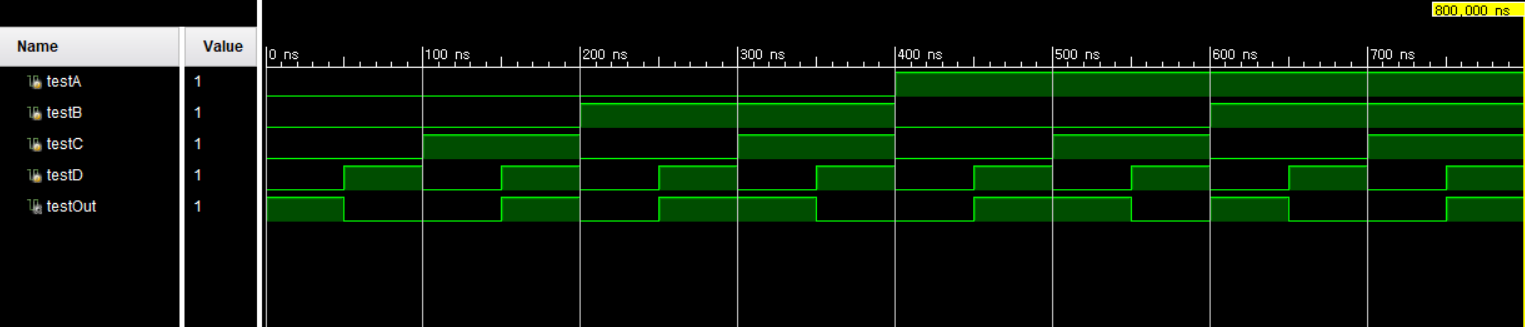 800,000 ns
Name Value
0 ns 100 ns 200 ns 300 ns 400 ns 500 ns 600 ns 700 ns
testA 1
testB 1
testC 1
testD 1
testOut 1